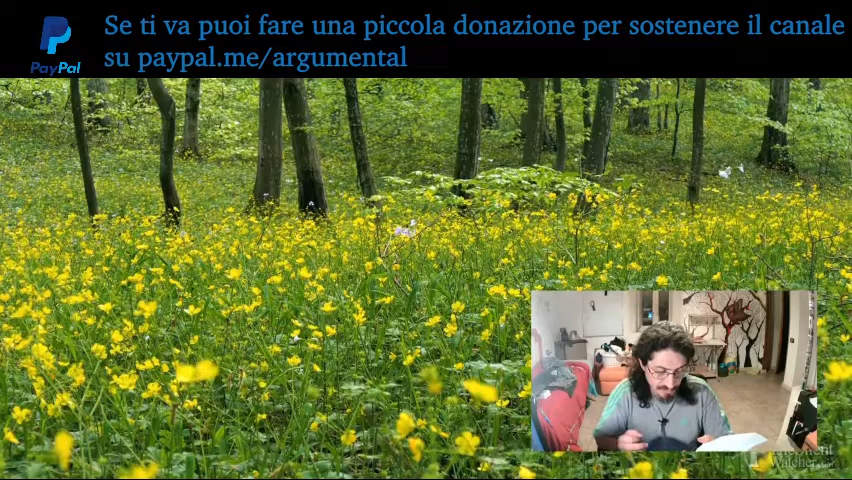 Se ti va puoi fare una piccola donazione per sostenere il canale
su paypal.me/argumental
PayPal